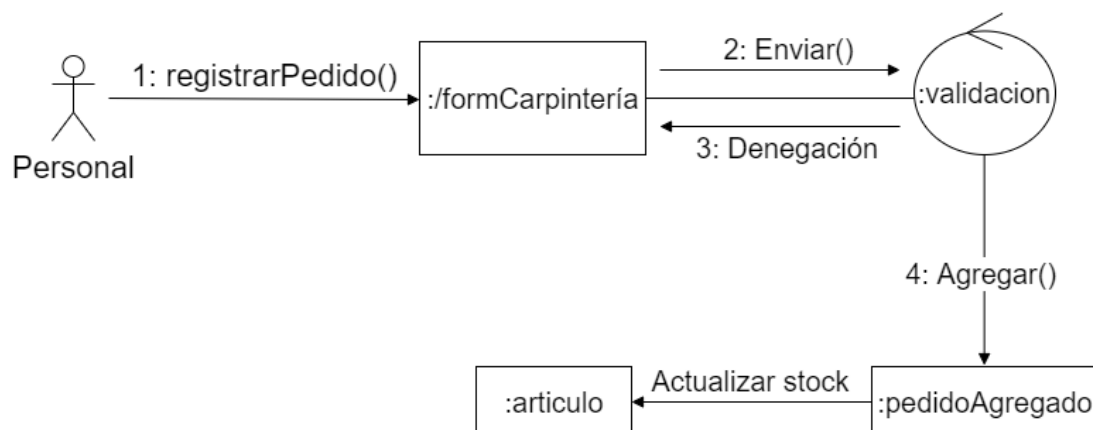 2: Enviar()
1: registrarPedido()
:/formCarpintería
:validacion
3: Denegación
Personal
4: Agregar()
Actualizar stock
:articulo
:pedidoAgregado